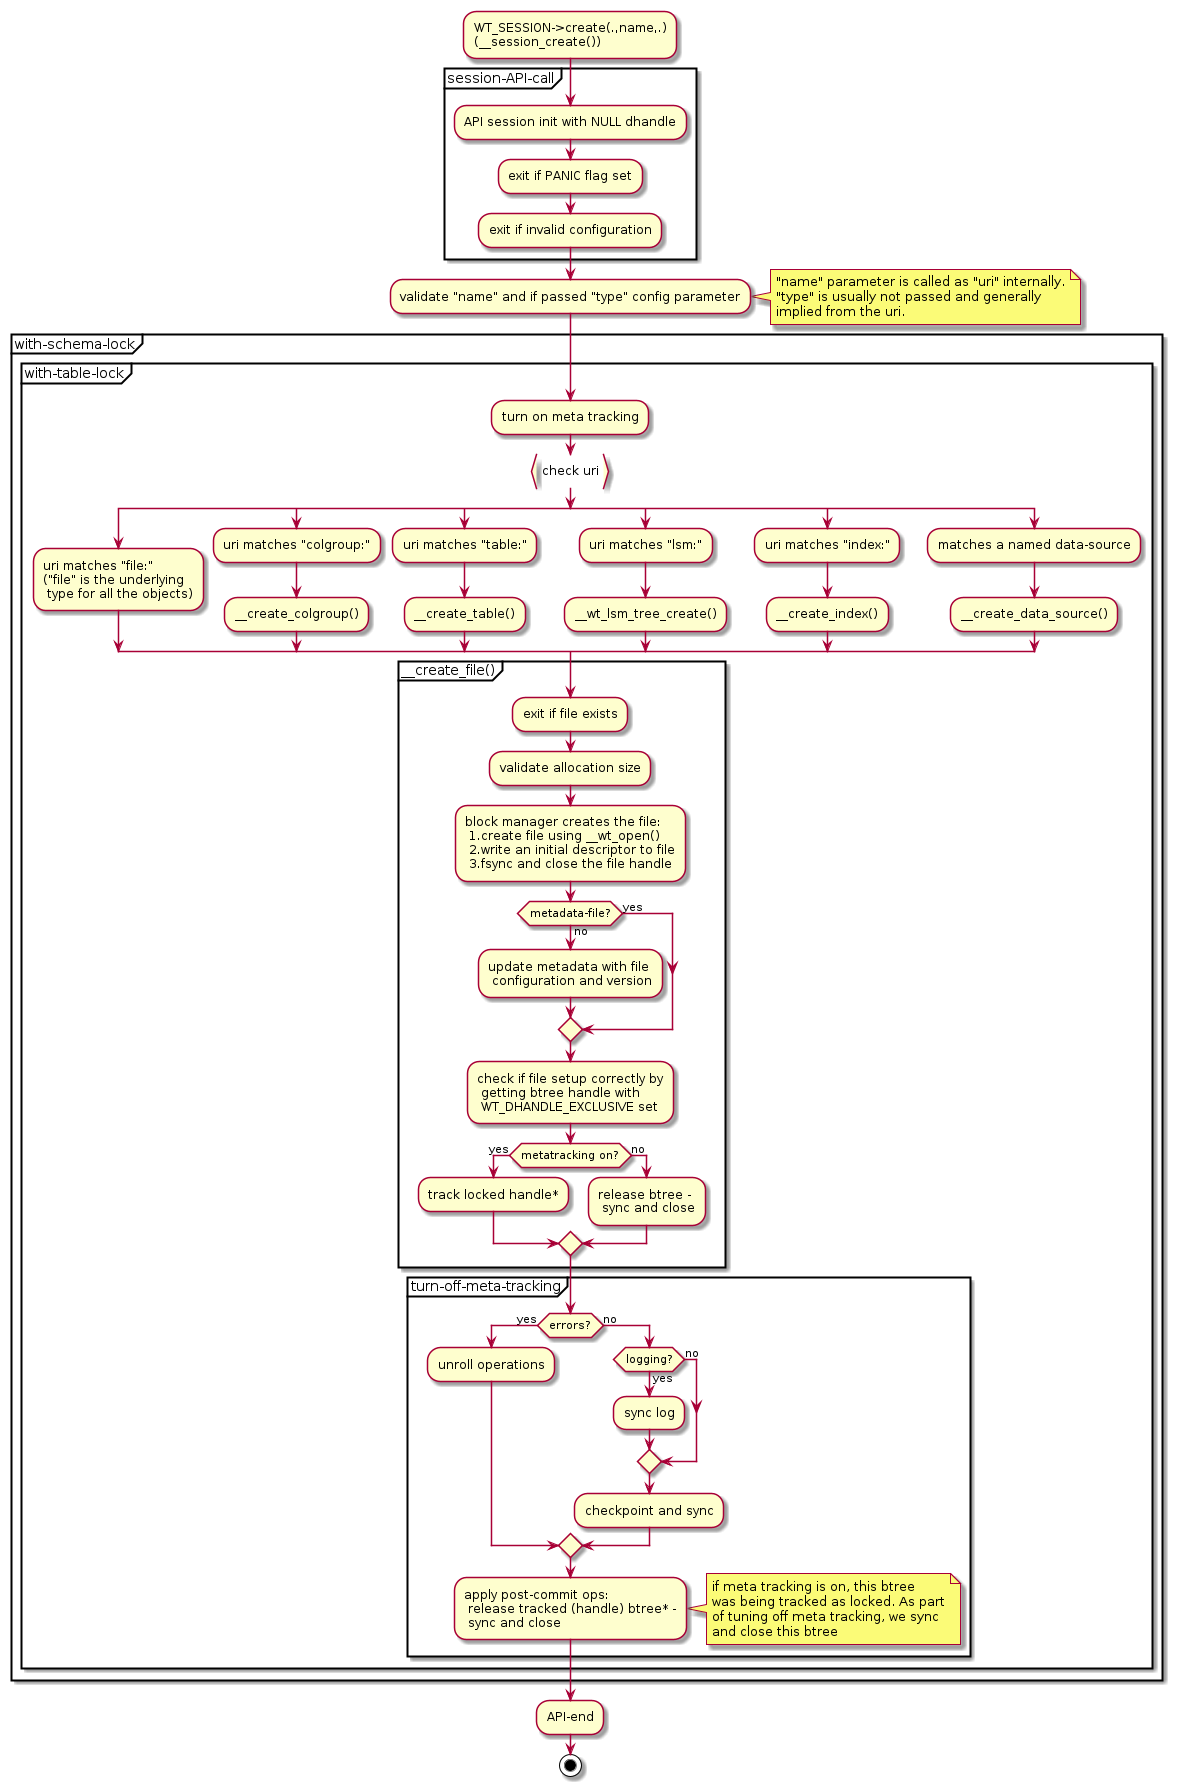 WT_SESSION->create(.,name,.)
(__session_create())
session-API-call
API session init with NULL dhandle
exit if PANIC flag set
exit if invalid configuration
validate "name" and if passed "type" config parameter
"name" parameter is called as "uri" internally.
"type" is usually not passed and generally
implied from the uri.
with-schema-lock
with-table-lock
turn on meta tracking
check uri
uri matches "file:"
("file" is the underlying
type for all the objects)
uri matches "colgroup:"
__create_colgroup()
uri matches "table:"
__create_table()
uri matches "lsm:"
__wt_lsm_tree_create()
uri matches "index:"
__create_index()
matches a named data-source
__create_data_source()
__create_file()
exit if file exists
validate allocation size
block manager creates the file:
1.create file using __wt_open()
2.write an initial descriptor to file
3.fsync and close the file handle
metadata-file?
yes
no
update metadata with file
configuration and version
check if file setup correctly by
getting btree handle with
WT_DHANDLE_EXCLUSIVE set
yes
metatracking on?
no
track locked handle*
release btree -
sync and close
turn-off-meta-tracking
yes
errors?
no
unroll operations
logging?
no
yes
sync log
checkpoint and sync
apply post-commit ops:
release tracked (handle) btree* -
sync and close
if meta tracking is on, this btree
was being tracked as locked. As part
of tuning off meta tracking, we sync
and close this btree
API-end